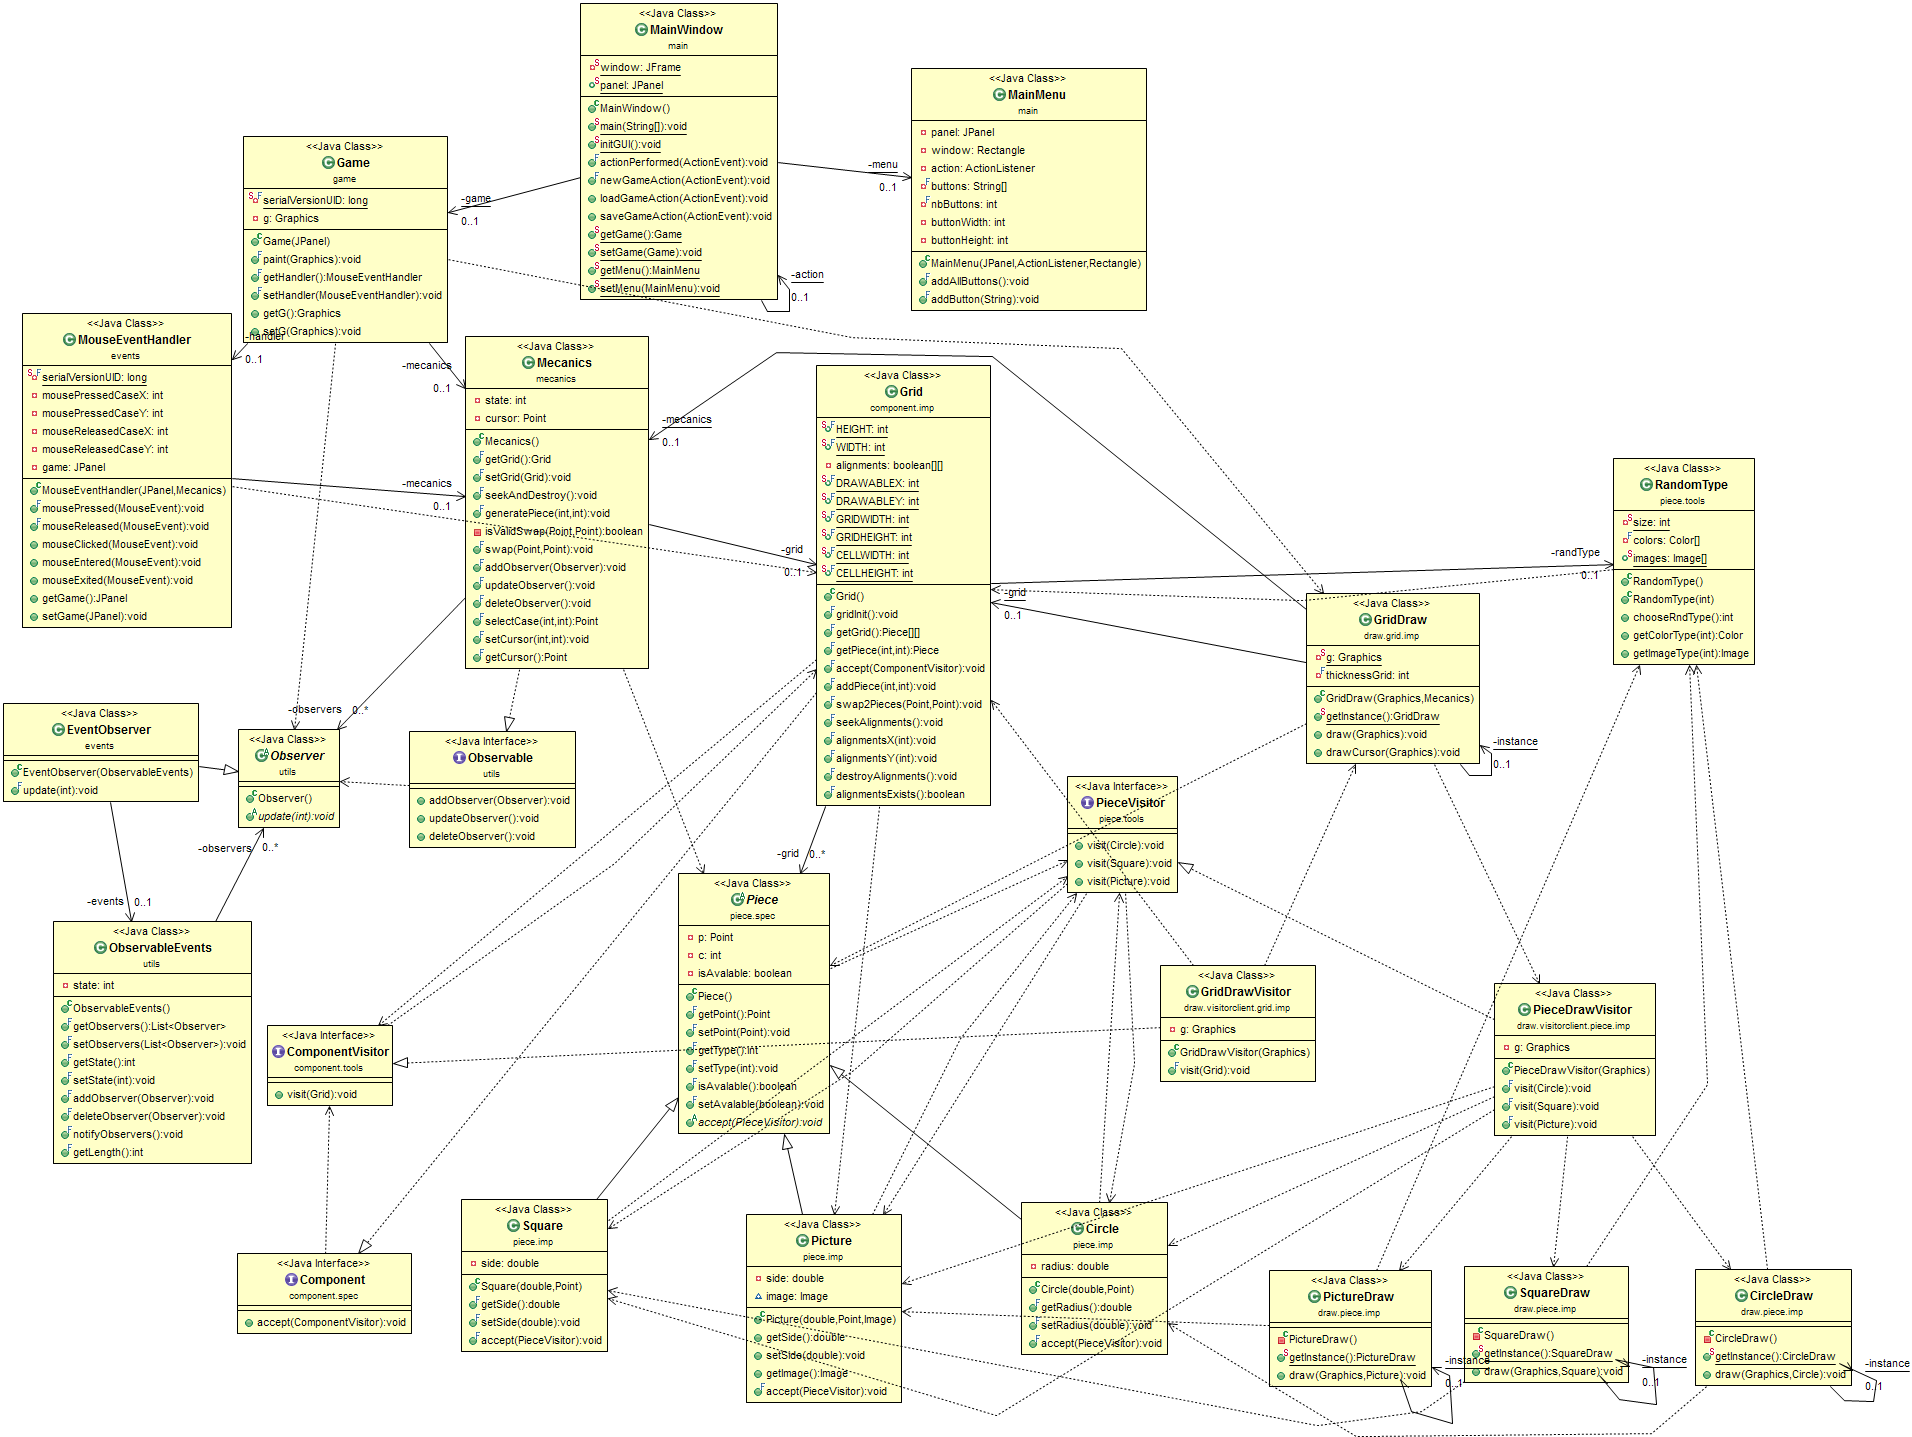 <<Java Class>>
MainWindow
main
window: JFrame
panel: JPanel
MainWindow()
main(String[]):void
initGUI():void
actionPerformed(ActionEvent):void
newGameAction(ActionEvent):void
loadGameAction(ActionEvent):void
saveGameAction(ActionEvent):void
getGame():Game
setGame(Game):void
getMenu():MainMenu
setMenu(MainMenu):void
-action
0..1
-menu
0..1
-game
0..1
<<Java Class>>
MainMenu
main
panel: JPanel
window: Rectangle
action: ActionListener
buttons: String[]
nbButtons: int
buttonWidth: int
buttonHeight: int
MainMenu(JPanel,ActionListener,Rectangle)
addAllButtons():void
addButton(String):void
<<Java Class>>
Game
game
serialVersionUID: long
g: Graphics
Game(JPanel)
paint(Graphics):void
getHandler():MouseEventHandler
setHandler(MouseEventHandler):void
getG():Graphics
setG(Graphics):void
-handler
0..1
-mecanics
0..1
<<Java Class>>
MouseEventHandler
events
serialVersionUID: long
mousePressedCaseX: int
mousePressedCaseY: int
mouseReleasedCaseX: int
mouseReleasedCaseY: int
game: JPanel
MouseEventHandler(JPanel,Mecanics)
mousePressed(MouseEvent):void
mouseReleased(MouseEvent):void
mouseClicked(MouseEvent):void
mouseEntered(MouseEvent):void
mouseExited(MouseEvent):void
getGame():JPanel
setGame(JPanel):void
-mecanics
0..1
<<Java Class>>
Mecanics
mecanics
state: int
cursor: Point
Mecanics()
getGrid():Grid
setGrid(Grid):void
seekAndDestroy():void
generatePiece(int,int):void
isValidSwap(Point,Point):boolean
swap(Point,Point):void
addObserver(Observer):void
updateObserver():void
deleteObserver():void
selectCase(int,int):Point
setCursor(int,int):void
getCursor():Point
-mecanics
0..1
-grid
0..1
-observers
0..*
<<Java Class>>
Grid
component.imp
HEIGHT: int
WIDTH: int
alignments: boolean[][]
DRAWABLEX: int
DRAWABLEY: int
GRIDWIDTH: int
GRIDHEIGHT: int
CELLWIDTH: int
CELLHEIGHT: int
Grid()
gridInit():void
getGrid():Piece[][]
getPiece(int,int):Piece
accept(ComponentVisitor):void
addPiece(int,int):void
swap2Pieces(Point,Point):void
seekAlignments():void
alignmentsX(int):void
alignmentsY(int):void
destroyAlignments():void
alignmentsExists():boolean
-grid
0..1
-randType
0..1
-grid
0..*
<<Java Class>>
RandomType
piece.tools
size: int
colors: Color[]
images: Image[]
RandomType()
RandomType(int)
chooseRndType():int
getColorType(int):Color
getImageType(int):Image
<<Java Class>>
GridDraw
draw.grid.imp
g: Graphics
thicknessGrid: int
GridDraw(Graphics,Mecanics)
getInstance():GridDraw
draw(Graphics):void
drawCursor(Graphics):void
-instance
0..1
<<Java Class>>
EventObserver
events
EventObserver(ObservableEvents)
update(int):void
<<Java Class>>
Observer
utils
Observer()
update(int):void
<<Java Interface>>
Observable
utils
addObserver(Observer):void
updateObserver():void
deleteObserver():void
-observers
0..*
-events
0..1
<<Java Class>>
ObservableEvents
utils
state: int
ObservableEvents()
getObservers():List<Observer>
setObservers(List<Observer>):void
getState():int
setState(int):void
addObserver(Observer):void
deleteObserver(Observer):void
notifyObservers():void
getLength():int
<<Java Interface>>
PieceVisitor
piece.tools
visit(Circle):void
visit(Square):void
visit(Picture):void
<<Java Class>>
Piece
piece.spec
p: Point
c: int
isAvalable: boolean
Piece()
getPoint():Point
setPoint(Point):void
getType():int
setType(int):void
isAvalable():boolean
setAvalable(boolean):void
accept(PieceVisitor):void
<<Java Class>>
GridDrawVisitor
draw.visitorclient.grid.imp
g: Graphics
GridDrawVisitor(Graphics)
visit(Grid):void
<<Java Class>>
PieceDrawVisitor
draw.visitorclient.piece.imp
g: Graphics
PieceDrawVisitor(Graphics)
visit(Circle):void
visit(Square):void
visit(Picture):void
<<Java Interface>>
ComponentVisitor
component.tools
visit(Grid):void
<<Java Interface>>
Component
component.spec
accept(ComponentVisitor):void
<<Java Class>>
Square
piece.imp
side: double
Square(double,Point)
getSide():double
setSide(double):void
accept(PieceVisitor):void
<<Java Class>>
Picture
piece.imp
side: double
image: Image
Picture(double,Point,Image)
getSide():double
setSide(double):void
getImage():Image
accept(PieceVisitor):void
<<Java Class>>
Circle
piece.imp
radius: double
Circle(double,Point)
getRadius():double
setRadius(double):void
accept(PieceVisitor):void
<<Java Class>>
PictureDraw
draw.piece.imp
PictureDraw()
getInstance():PictureDraw
draw(Graphics,Picture):void
-instance
0..1
<<Java Class>>
SquareDraw
draw.piece.imp
SquareDraw()
getInstance():SquareDraw
draw(Graphics,Square):void
-instance
0..1
<<Java Class>>
CircleDraw
draw.piece.imp
CircleDraw()
getInstance():CircleDraw
draw(Graphics,Circle):void
-instance
0..1